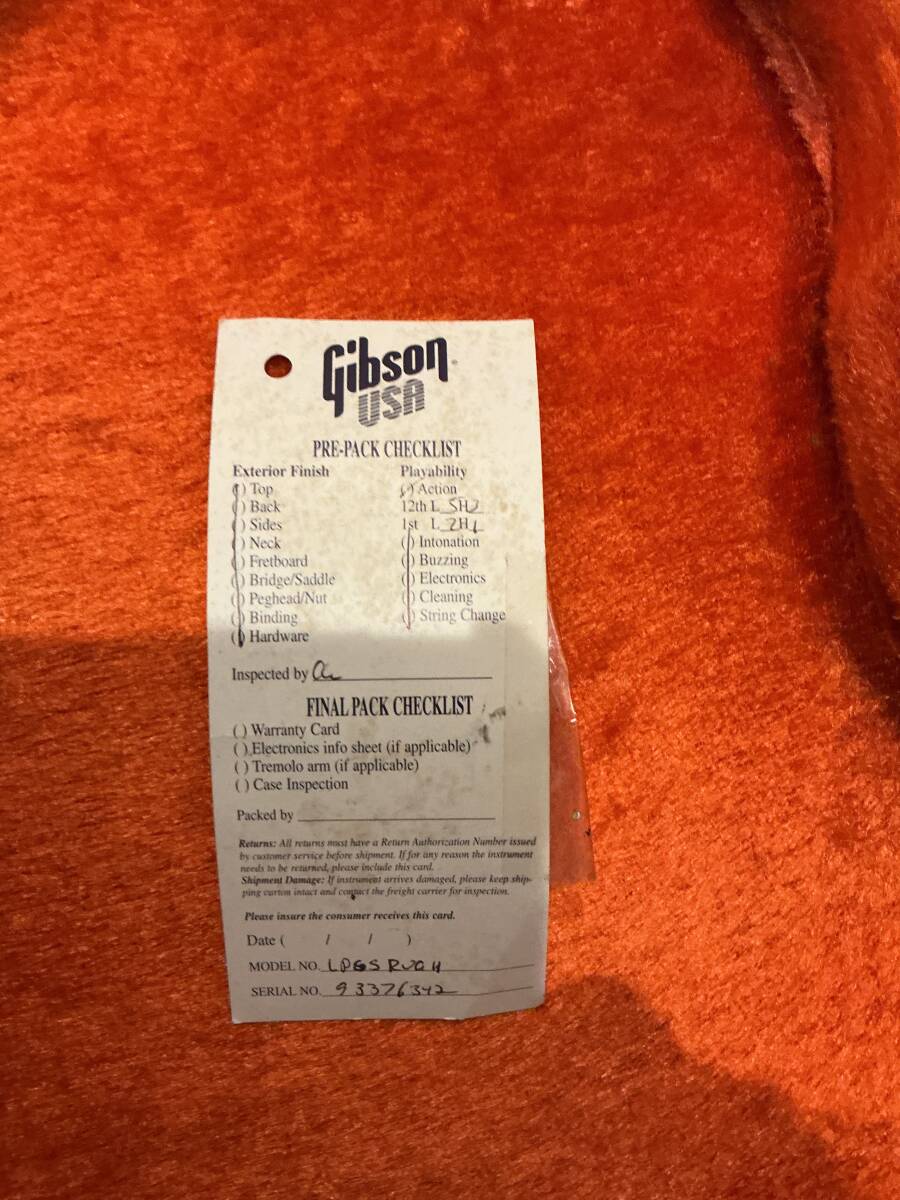 Gibson
USA
PRE-PACK CHECKLIST
Exterior Finish
( ) Top
( ) Back
( ) Sides
( ) Neck
( ) Fretboard
( ) Bridge/Saddle
( ) Peghead/Nut
( ) Binding
( ) Hardware
Playability
( ) Action
12th L 5H
1st L 2H
( ) Intonation
( ) Buzzing
( ) Electronics
( ) Cleaning
( ) String Change
Inspected by
FINAL PACK CHECKLIST
( ) Warranty Card
( ) Electronics info sheet (if applicable)
( ) Tremolo arm (if applicable)
( ) Case Inspection
Packed by
Returns: All returns must have a Return Authorization Number issued
by customer service before shipment. If for any reason the instrument
needs to be returned, please include this card.
Shipment Damage: If instrument arrives damaged, please keep ship-
ping carton intact and contact the freight carrier for inspection.
Please insure the consumer receives this card.
Date ( / / )
MODEL NO.
SERIAL NO. 93376342